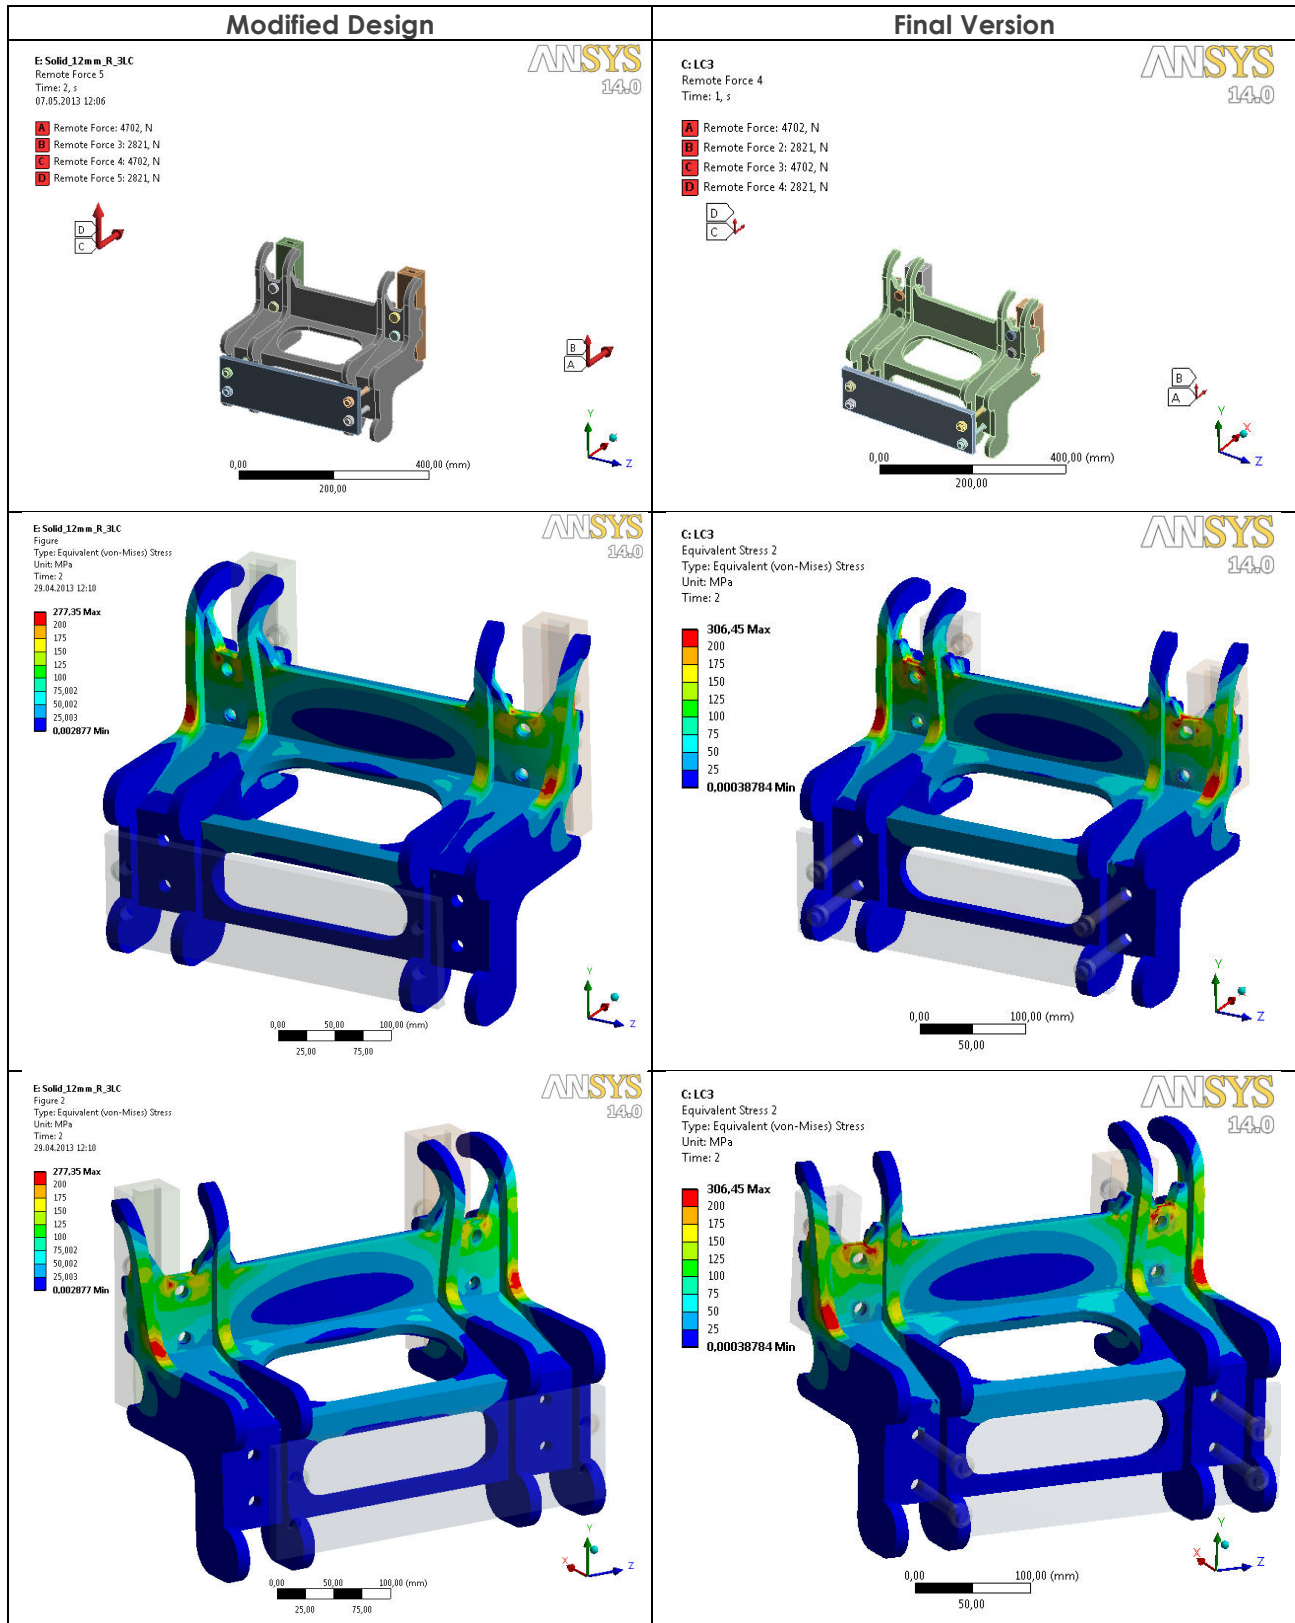 Modified Design
Final Version
E: Solid_12mm_R_3LC
Remote Force 5
Time: 2, s
07.05.2013 12:06
ANSYS
14.0
A Remote Force: 4702, N
B Remote Force 3: 2821, N
C Remote Force 4: 4702, N
D Remote Force 5: 2821, N
D
C
B
A
Y
Z
0,00
400,00 (mm)
200,00
C: LC3
Remote Force 4
Time: 1, s
ANSYS
14.0
A Remote Force: 4702, N
B Remote Force 2: 2821, N
C Remote Force 3: 4702, N
D Remote Force 4: 2821, N
D
C
B
A
Y
X
Z
0,00
400,00 (mm)
200,00
E: Solid_12mm_R_3LC
Figure
Type: Equivalent (von-Mises) Stress
Unit: MPa
Time: 2
29.04.2013 12:10
ANSYS
14.0
277,35 Max
200
175
150
100
75,002
50,002
25,003
0,002877 Min
Y
Z
0,00 50,00 100,00 (mm)
25,00 75,00
C: LC3
Equivalent Stress 2
Type: Equivalent (von-Mises) Stress
Unit: MPa
Time: 2
ANSYS
14.0
306,45 Max
200
175
150
125
100
75
50
25
0,00038784 Min
Y
Z
0,00 100,00 (mm)
50,00
E: Solid_12mm_R_3LC
Figure 2
Type: Equivalent (von-Mises) Stress
Unit: MPa
Time: 2
29.04.2013 12:10
ANSYS
14.0
277,35 Max
200
175
150
100
75,002
50,002
25,003
0,002877 Min
Y
X
Z
0,00 50,00 100,00 (mm)
25,00 75,00
C: LC3
Equivalent Stress 2
Type: Equivalent (von-Mises) Stress
Unit: MPa
Time: 2
ANSYS
14.0
306,45 Max
200
175
150
125
100
75
50
25
0,00038784 Min
Y
X
Z
0,00 100,00 (mm)
50,00